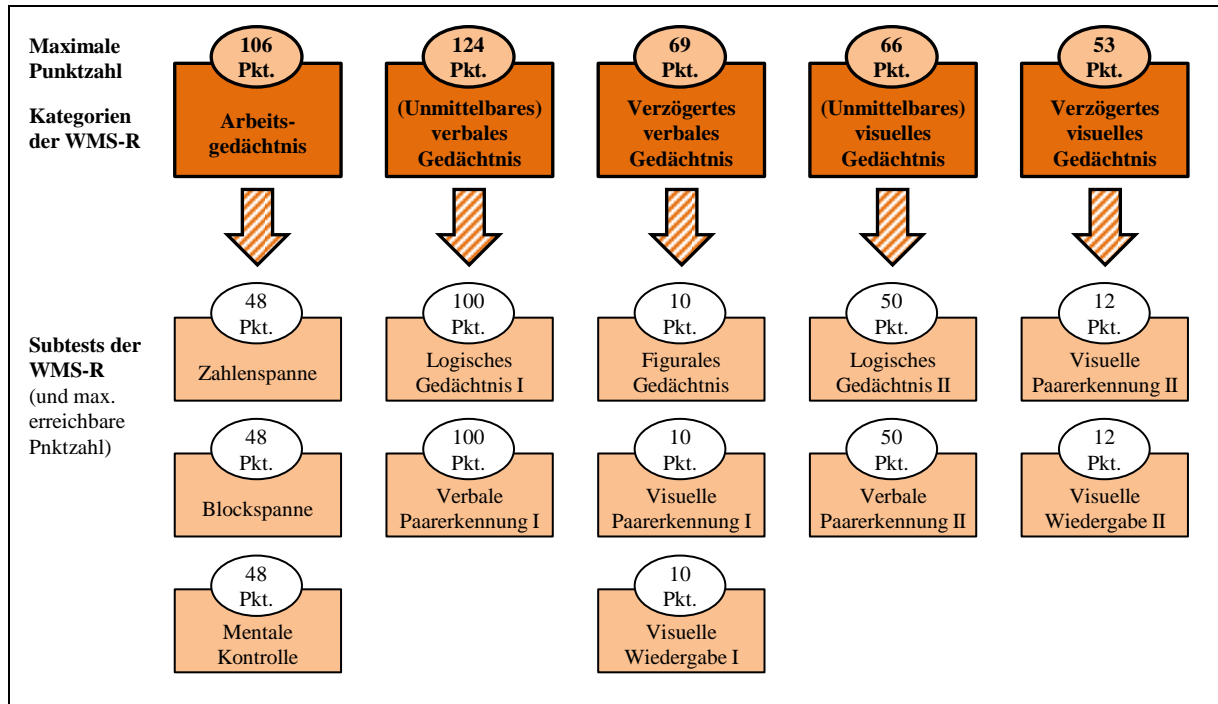 Maximale
Punktzahl
106
Pkt.
124
Pkt.
69
Pkt.
66
Pkt.
53
Pkt.
Kategorien
der WMS-R
Arbeits-
gedächtnis
(Unmittelbares)
verbales
Gedächtnis
Verzögertes
verbales
Gedächtnis
(Unmittelbares)
visuelles
Gedächtnis
Verzögertes
visuelles
Gedächtnis
Subtests der
WMS-R
(und max.
erreichbare
Pnktzahl)
48
Pkt.
Zahlenspanne
100
Pkt.
Logisches
Gedächtnis I
10
Pkt.
Figurales
Gedächtnis
50
Pkt.
Logisches
Gedächtnis II
12
Pkt.
Visuelle
Paarerkennung II
48
Pkt.
Blockspanne
100
Pkt.
Verbale
Paarerkennung I
10
Pkt.
Visuelle
Paarerkennung I
50
Pkt.
Verbale
Paarerkennung II
12
Pkt.
Visuelle
Wiedergabe II
48
Pkt.
Mentale
Kontrolle
10
Pkt.
Visuelle
Wiedergabe I